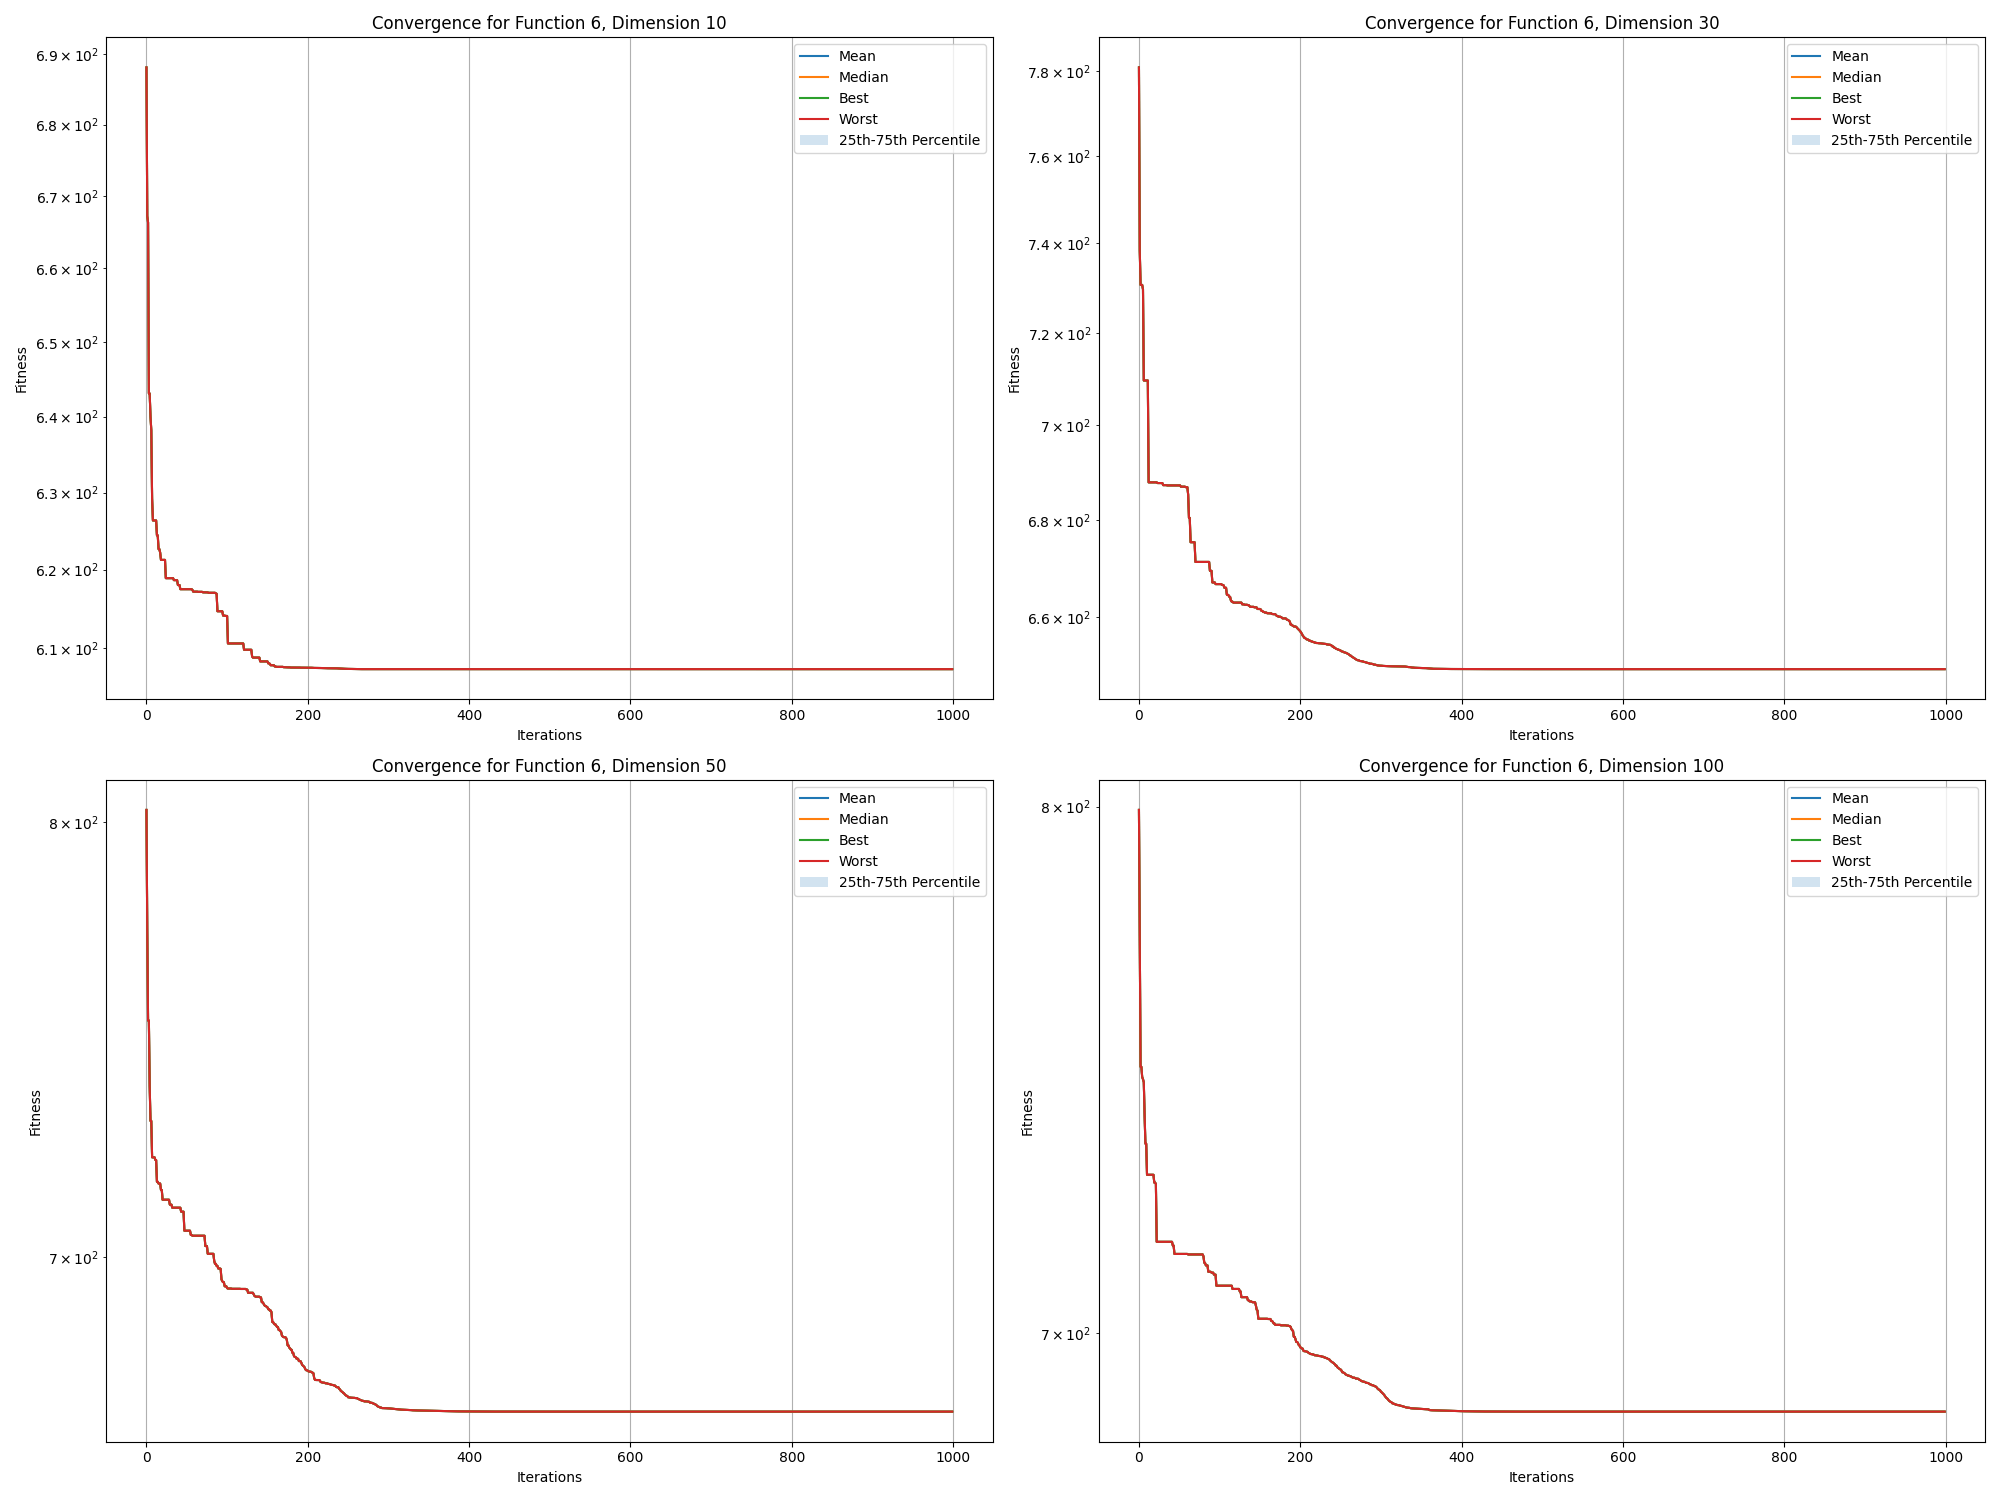 Convergence for Function 6, Dimension 10
6.9 × 10²
6.8 × 10²
6.7 × 10²
6.6 × 10²
6.5 × 10²
6.4 × 10²
6.3 × 10²
6.2 × 10²
6.1 × 10²
Fitness
Mean
Median
Best
Worst
25th-75th Percentile
0 200 400 600 800 1000
Iterations
Convergence for Function 6, Dimension 30
7.8 × 10²
7.6 × 10²
7.4 × 10²
7.2 × 10²
7 × 10²
6.8 × 10²
6.6 × 10²
Fitness
Mean
Median
Best
Worst
25th-75th Percentile
0 200 400 600 800 1000
Iterations
Convergence for Function 6, Dimension 50
8 × 10²
7 × 10²
Fitness
Mean
Median
Best
Worst
25th-75th Percentile
0 200 400 600 800 1000
Iterations
Convergence for Function 6, Dimension 100
8 × 10²
7 × 10²
Fitness
Mean
Median
Best
Worst
25th-75th Percentile
0 200 400 600 800 1000
Iterations